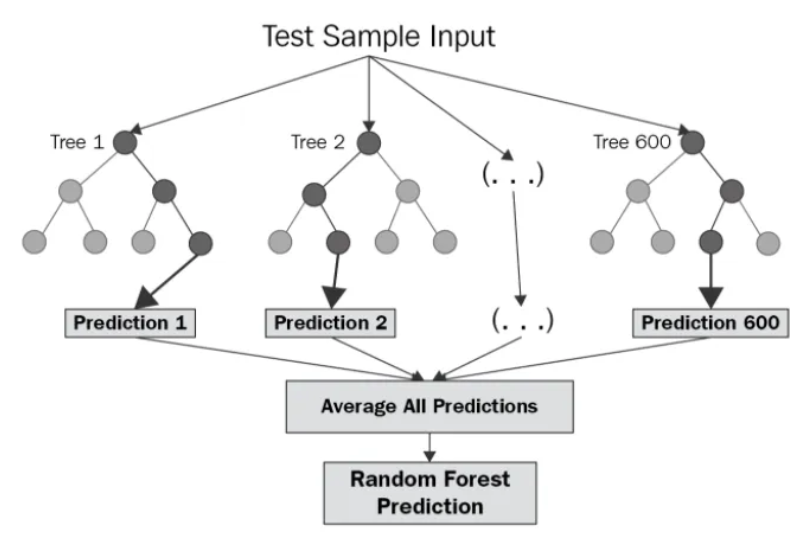 Test Sample Input
Tree 1
Tree 2
Tree 600
(. . .)
Prediction 1
Prediction 2
(. . .)
Prediction 600
Average All Predictions
Random Forest
Prediction